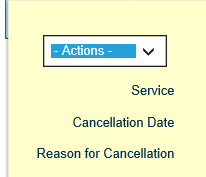 - Actions -
Service
Cancellation Date
Reason for Cancellation